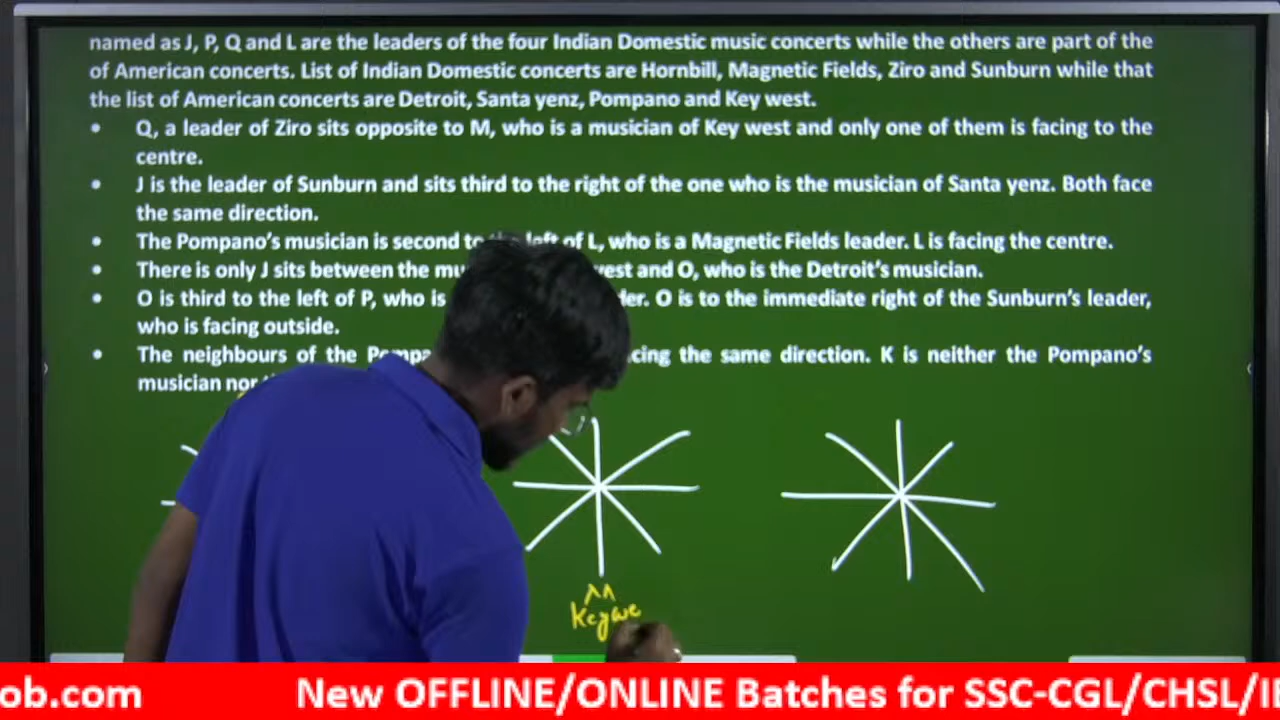 named as J, P, Q and L are the leaders of the four Indian Domestic music concerts while the others are part of the
of American concerts. List of Indian Domestic concerts are Hornbill, Magnetic Fields, Ziro and Sunburn while that
the list of American concerts are Detroit, Santa yenz, Pompano and Key west.
• Q, a leader of Ziro sits opposite to M, who is a musician of Key west and only one of them is facing to the
centre.
• J is the leader of Sunburn and sits third to the right of the one who is the musician of Santa yenz. Both face
the same direction.
• The Pompano's musician is second to the left of L, who is a Magnetic Fields leader. L is facing the centre.
• There is only J sits between the and O, who is the Detroit's musician.
• O is third to the left of P, who is O is to the immediate right of the Sunburn's leader,
who is facing outside.
• The neighbours of the the same direction. K is neither the Pompano's
musician nor
M
Keywe
ob.com New OFFLINE/ONLINE Batches for SSC-CGL/CHSL/